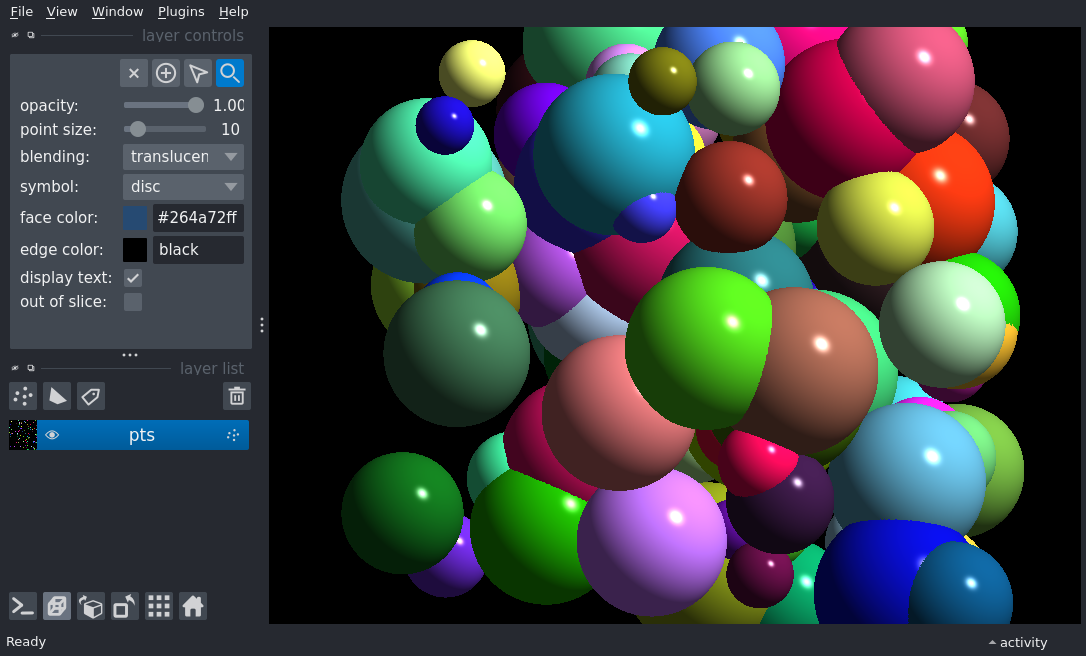 File View Window Plugins Help
layer controls
opacity: 1.00
point size: 10
blending: translucen
symbol: disc
face color: #264a72ff
edge color: black
display text:
out of slice:
layer list
pts
Ready
activity